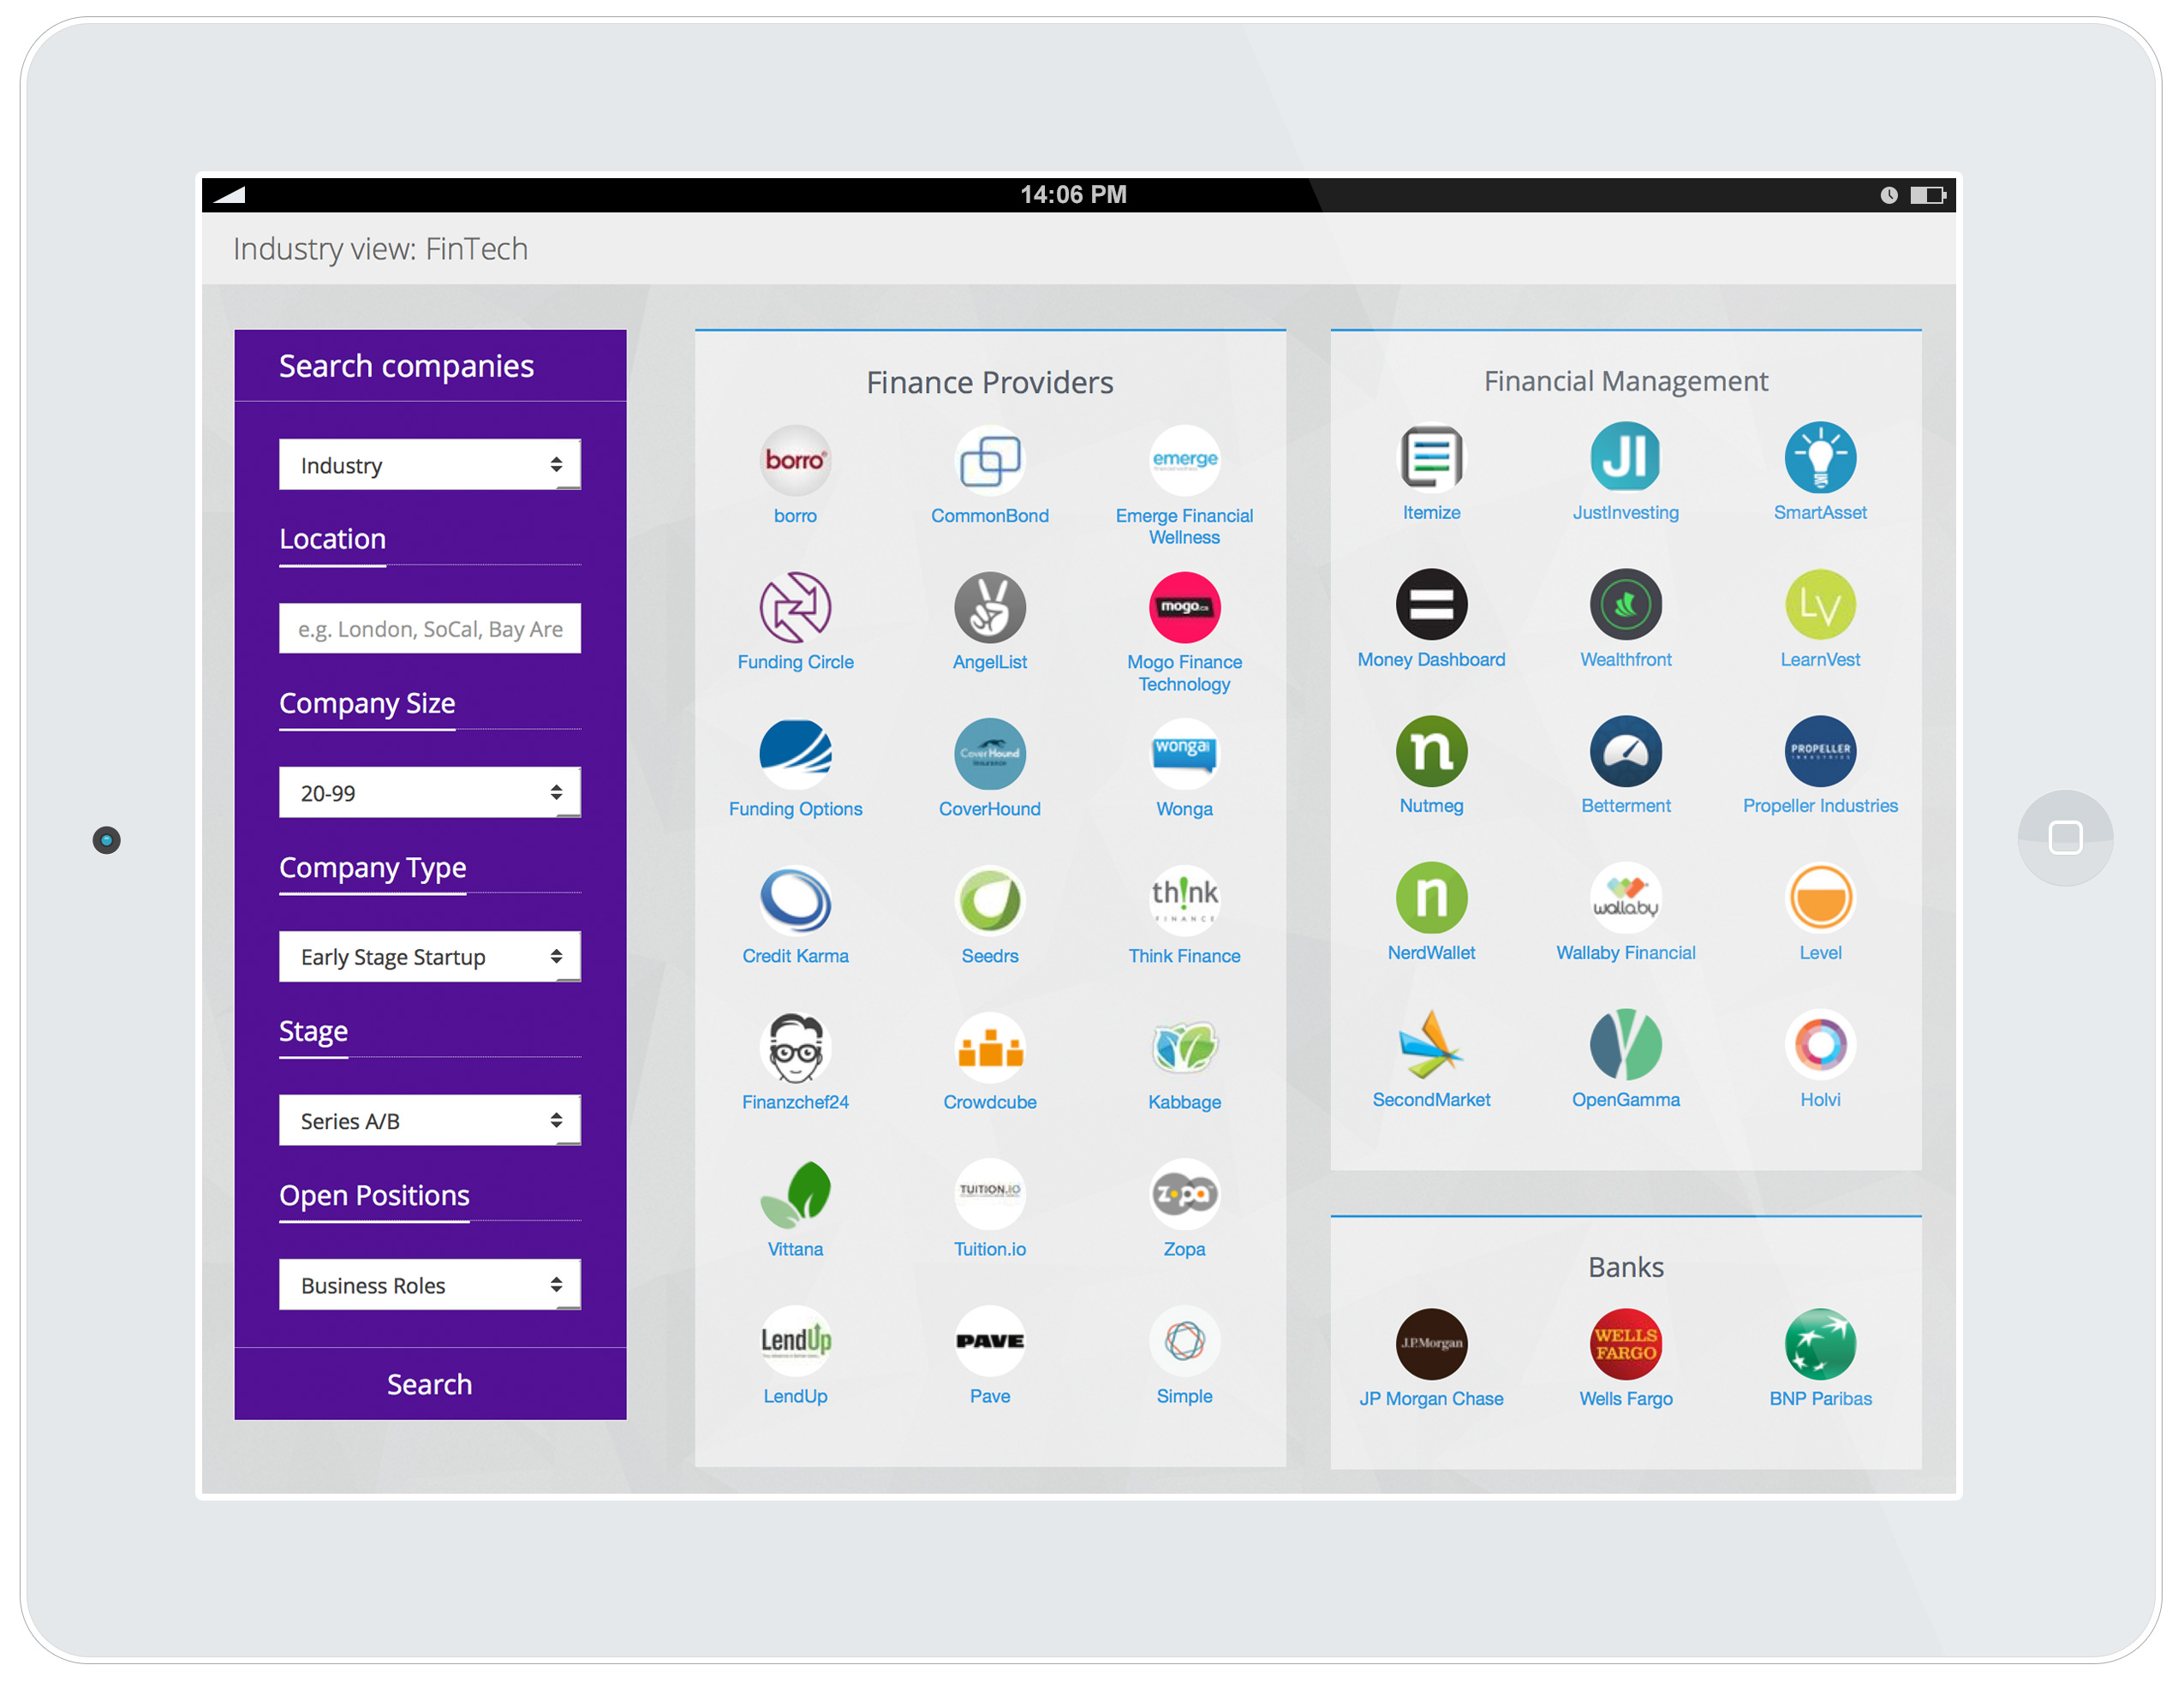 14:06 PM
Industry view: FinTech
Search companies
Industry
Location
e.g. London, SoCal, Bay Are
Company Size
20-99
Company Type
Early Stage Startup
Stage
Series A/B
Open Positions
Business Roles
Search
Finance Providers
borro
emerge
borro
CommonBond
Emerge Financial
Wellness
mogo.ca
Funding Circle
AngelList
Mogo Finance
Technology
CoverHound
insurance
wonga
Funding Options
CoverHound
Wonga
th!nk
FINANCE
Credit Karma
Seedrs
Think Finance
Finanzchef24
Crowdcube
Kabbage
TUITION.IO
zopa
Vittana
Tuition.io
Zopa
LendUp
PAVE
LendUp
Pave
Simple
Financial Management
JI
Itemize
JustInvesting
SmartAsset
LV
Money Dashboard
Wealthfront
LearnVest
n
PROPELLER
INDUSTRIES
Nutmeg
Betterment
Propeller Industries
n
wallaby
NerdWallet
Wallaby Financial
Level
SecondMarket
OpenGamma
Holvi
Banks
J.P.Morgan
WELLS
FARGO
JP Morgan Chase
Wells Fargo
BNP Paribas